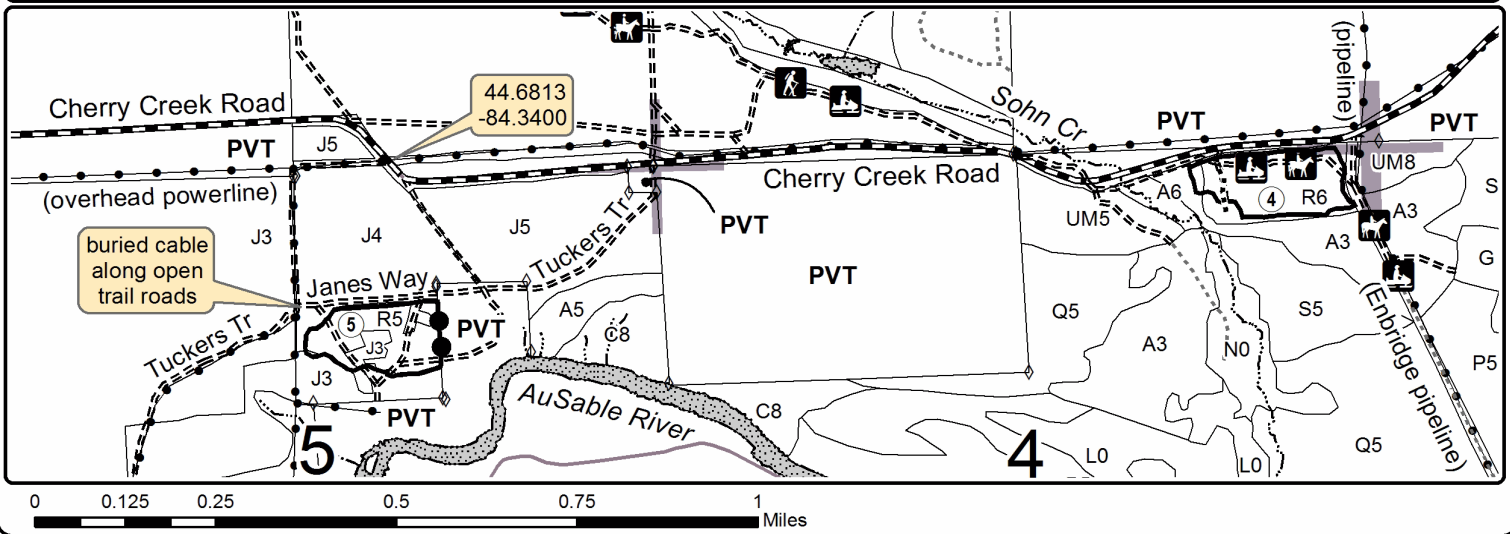 Cherry Creek Road
44.6813
-84.3400
Sohn Cr
(pipeline)
PVT
PVT
PVT
J5
(overhead powerline)
Cherry Creek Road
UM8
A6
4
R6
S
UM5
A3
A3
PVT
J3
J4
J5
Tuckers Tr
buried cable
along open
trail roads
Janes Way
PVT
G
A5
C8
Q5
S5
5
R5
PVT
J3
Tuckers Tr
A3
N0
P5
J3
(Enbridge pipeline)
PVT
AuSable River
C8
5
4
L0
L0
Q5
0
0.125
0.25
0.5
0.75
1
Miles